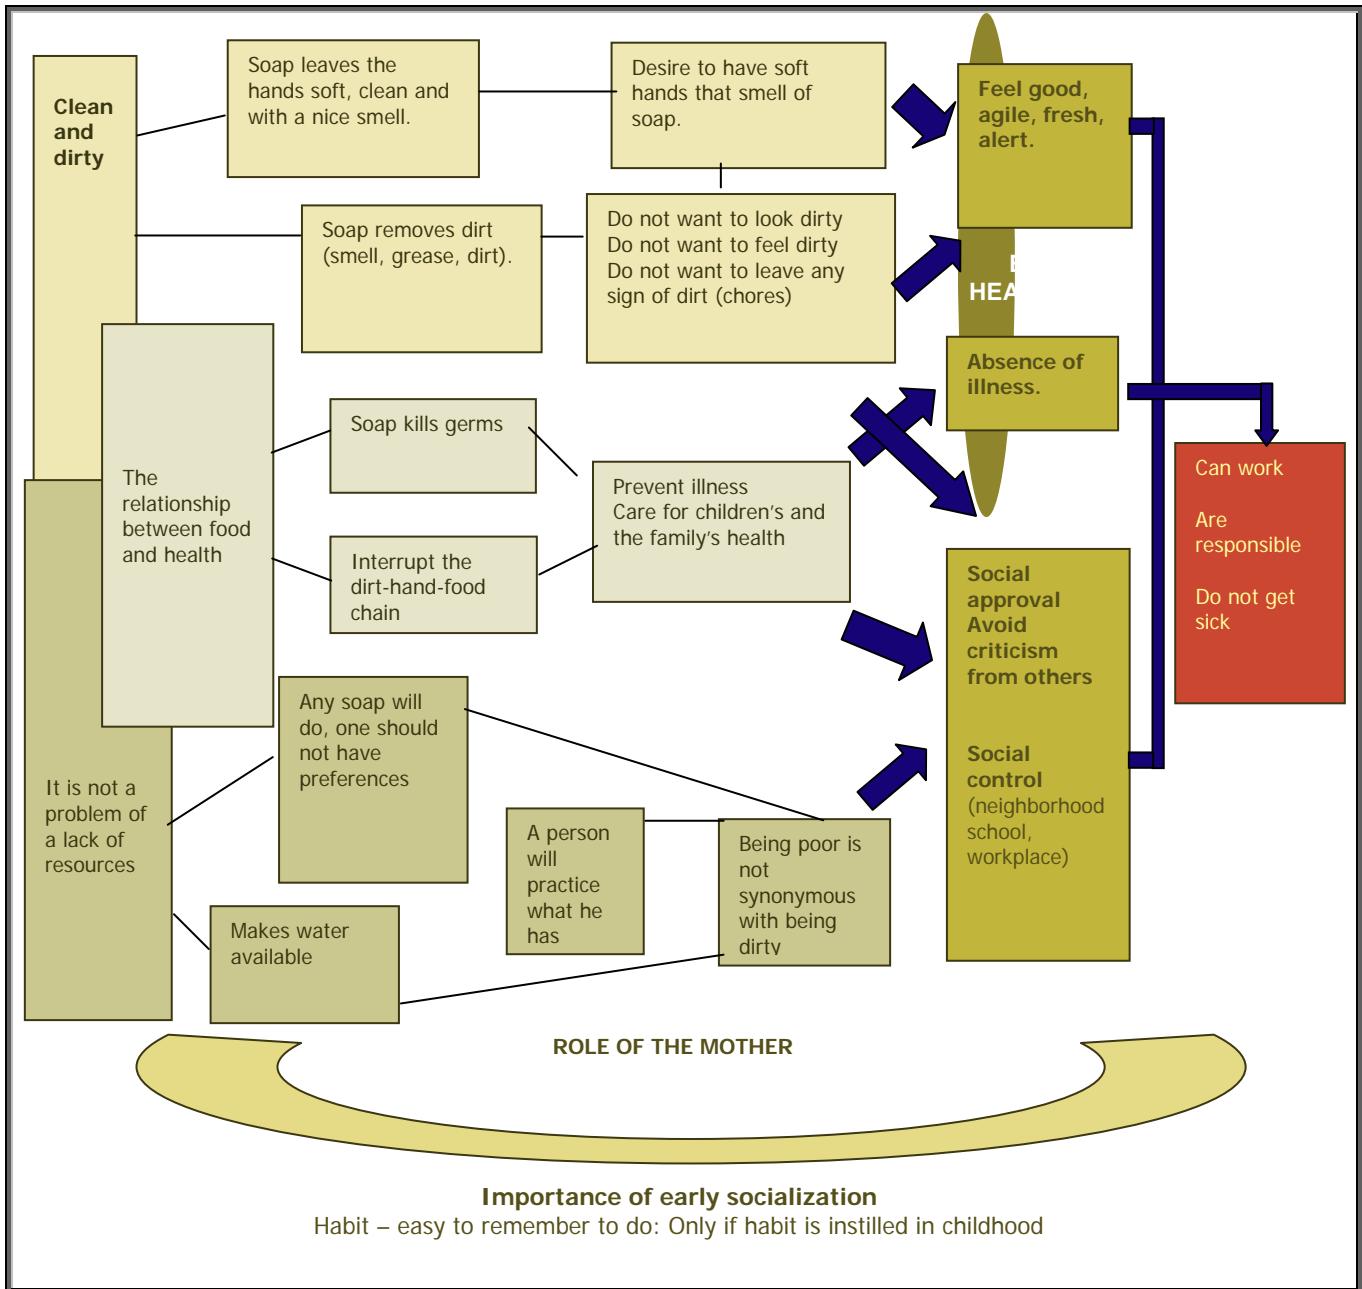 Clean
and
dirty
Soap leaves the
hands soft, clean and
with a nice smell.
Desire to have soft
hands that smell of
soap.
Feel good,
agile, fresh,
alert.
Soap removes dirt
(smell, grease, dirt).
Do not want to look dirty
Do not want to feel dirty
Do not want to leave any
sign of dirt (chores)
HEA
Absence of
illness.
The
relationship
between food
and health
Soap kills germs
Interrupt the
dirt-hand-food
chain
Prevent illness
Care for children's and
the family's health
Can work
Are
responsible
Do not get
sick
Social
approval
Avoid
criticism
from others
Social
control
(neighborhood
school,
workplace)
It is not a
problem of
a lack of
resources
Any soap will
do, one should
not have
preferences
A person
will
practice
what he
has
Being poor is
not
synonymous
with being
dirty
Makes water
available
ROLE OF THE MOTHER
Importance of early socialization
Habit – easy to remember to do: Only if habit is instilled in childhood